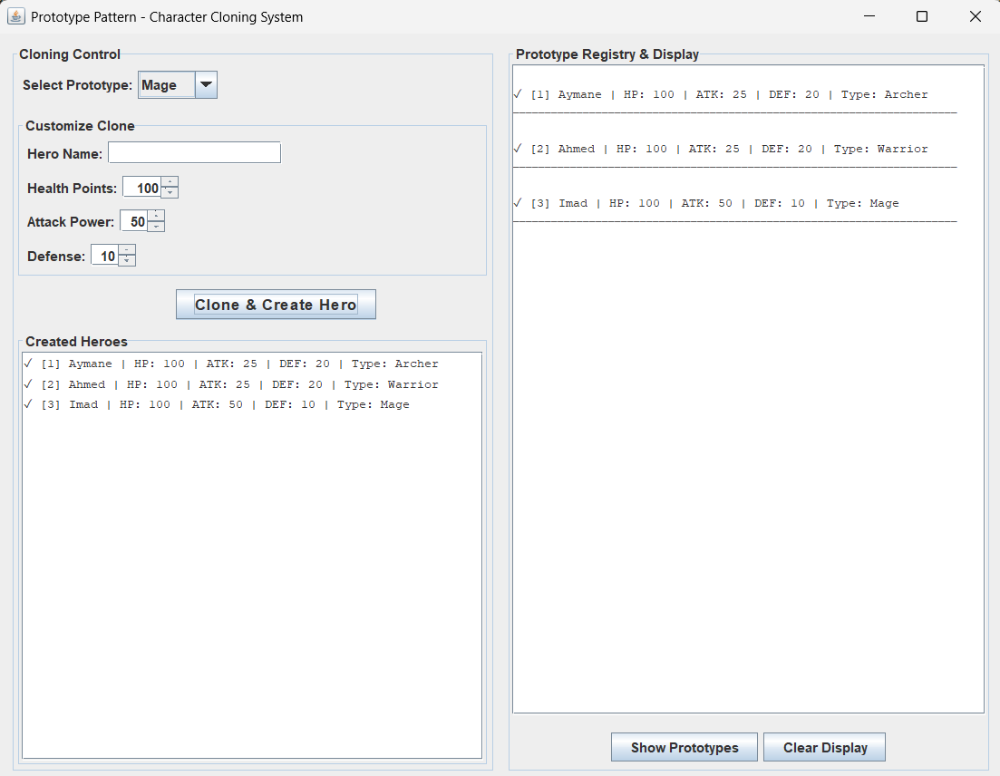 Prototype Pattern - Character Cloning System
Cloning Control
Select Prototype: Mage
Customize Clone
Hero Name:
Health Points: 100
Attack Power: 50
Defense: 10
Clone & Create Hero
Created Heroes
✓ [1] Aymane | HP: 100 | ATK: 25 | DEF: 20 | Type: Archer
✓ [2] Ahmed | HP: 100 | ATK: 25 | DEF: 20 | Type: Warrior
✓ [3] Imad | HP: 100 | ATK: 50 | DEF: 10 | Type: Mage
Prototype Registry & Display
✓ [1] Aymane | HP: 100 | ATK: 25 | DEF: 20 | Type: Archer
✓ [2] Ahmed | HP: 100 | ATK: 25 | DEF: 20 | Type: Warrior
✓ [3] Imad | HP: 100 | ATK: 50 | DEF: 10 | Type: Mage
Show Prototypes
Clear Display